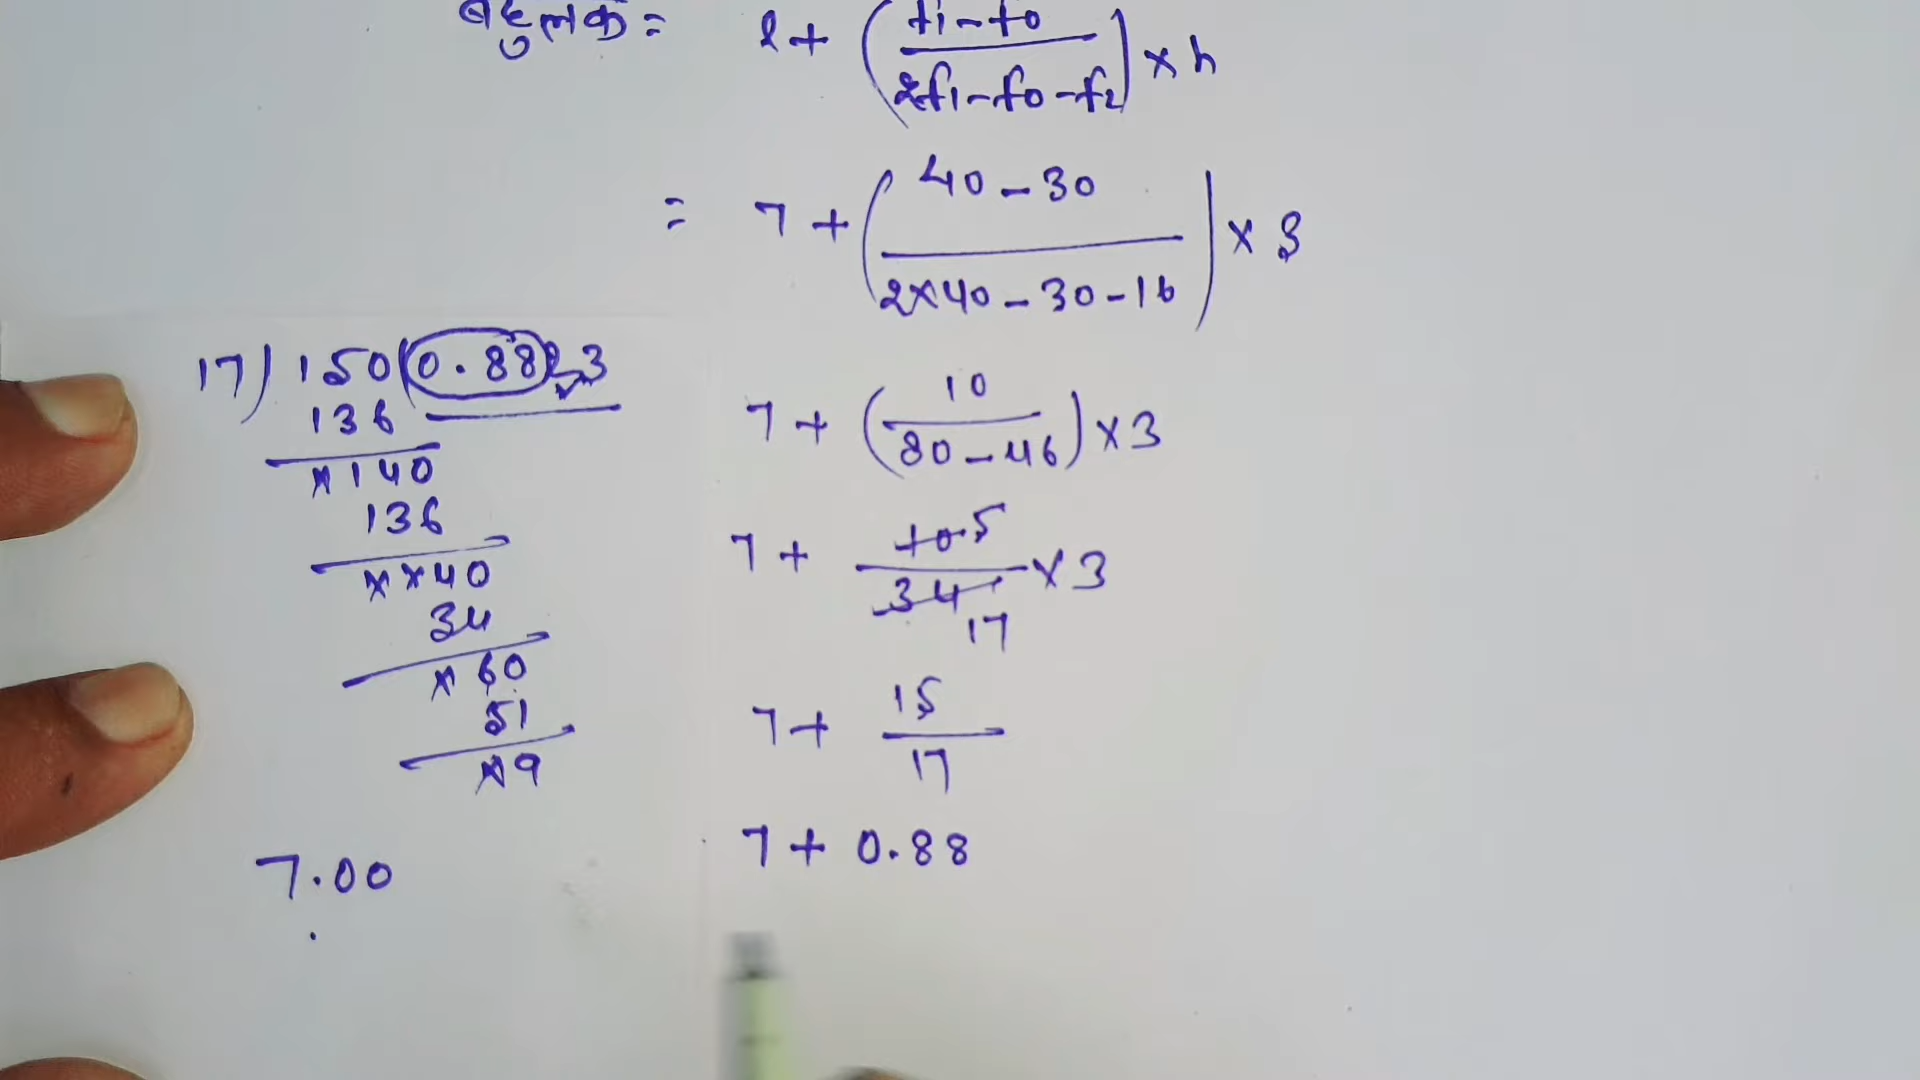 बहुलक = l + (f1-f0 / 2f1-f0-f2) × h
= 7 + (40-30 / 2×40-30-16) × 3
7 + (10 / 80-46) × 3
7 + 10 5 / 34 17 × 3
7 + 15 / 17
7 + 0.88
17)150(0.8823
136
×140
136
××40
34
×60
51
×9
7.00
.